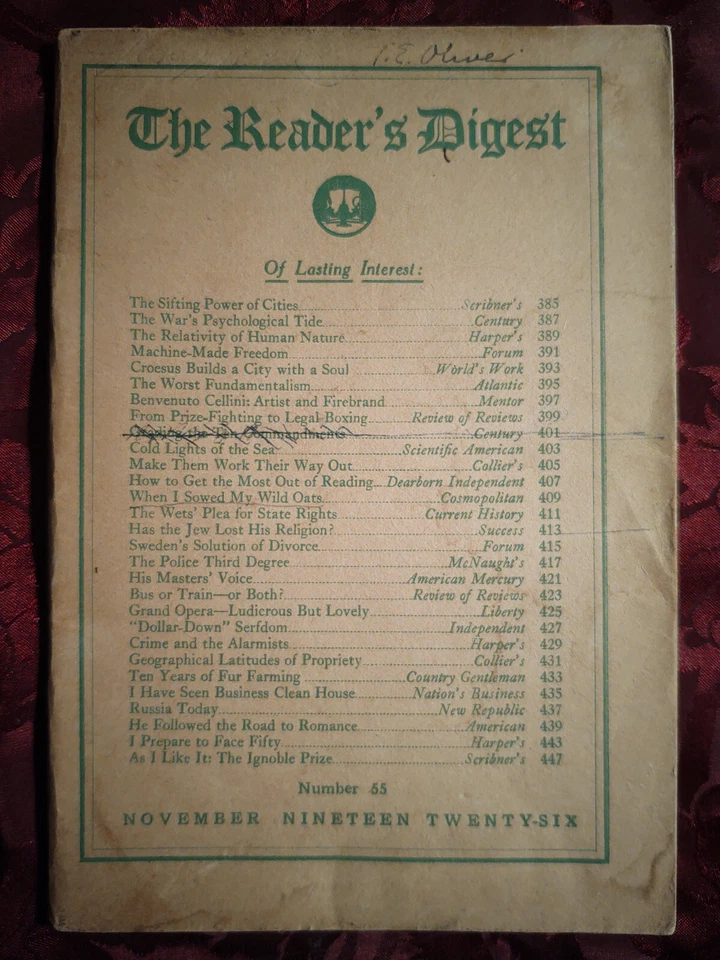 Oliver
The Reader's Digest
Of Lasting Interest:
The Sifting Power of Cities Scribner's 385
The War's Psychological Tide Century 387
The Relativity of Human Nature Harper's 389
Machine-Made Freedom Forum 391
Croesus Builds a City with a Soul World's Work 393
The Worst Fundamentalism Atlantic 395
Benvenuto Cellini: Artist and Firebrand Mentor 397
From Prize-Fighting to Legal Boxing Review of Reviews 399
Grading the Ten Commandments Century 401
Cold Lights of the Sea Scientific American 403
Make Them Work Their Way Out Collier's 405
How to Get the Most Out of Reading Dearborn Independent 407
When I Sowed My Wild Oats Cosmopolitan 409
The Wets' Plea for State Rights Current History 411
Has the Jew Lost His Religion? Success 413
Sweden's Solution of Divorce Forum 415
The Police Third Degree McNaught's 417
His Masters' Voice American Mercury 421
Bus or Train—or Both? Review of Reviews 423
Grand Opera—Ludicrous But Lovely Liberty 425
"Dollar-Down" Serfdom Independent 427
Crime and the Alarmists Harper's 429
Geographical Latitudes of Propriety Collier's 431
Ten Years of Fur Farming Country Gentleman 433
I Have Seen Business Clean House Nation's Business 435
Russia Today New Republic 437
He Followed the Road to Romance American 439
I Prepare to Face Fifty Harper's 443
As I Like It: The Ignoble Prize Scribner's 447
Number 55
NOVEMBER NINETEEN TWENTY-SIX